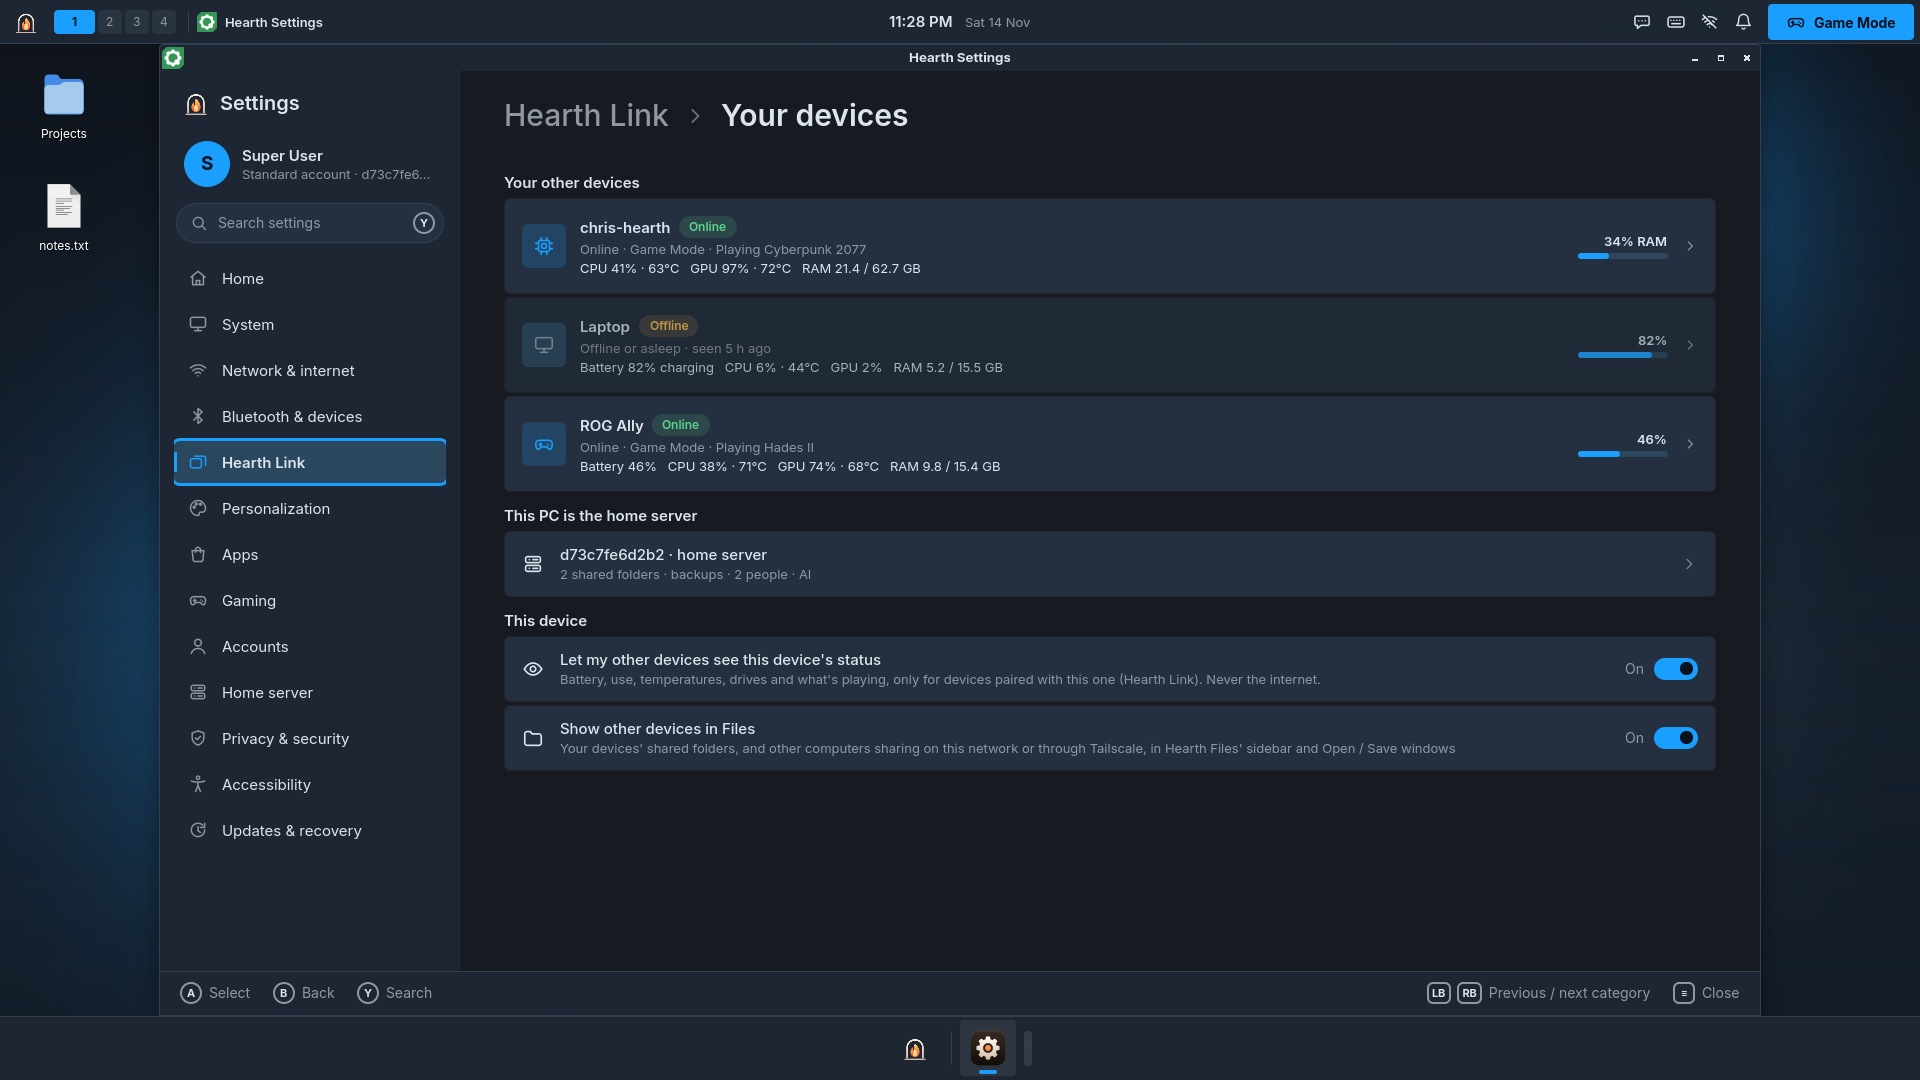 1 2 3 4 Hearth Settings 11:28 PM Sat 14 Nov Game Mode
Hearth Settings
Projects
notes.txt
Settings
S
Super User
Standard account · d73c7fe6...
Search settings Y
Home
System
Network & internet
Bluetooth & devices
Hearth Link
Personalization
Apps
Gaming
Accounts
Home server
Privacy & security
Accessibility
Updates & recovery
Hearth Link > Your devices
Your other devices
chris-hearth Online
Online · Game Mode · Playing Cyberpunk 2077
CPU 41% · 63°C GPU 97% · 72°C RAM 21.4 / 62.7 GB
34% RAM
Laptop Offline
Offline or asleep · seen 5 h ago
Battery 82% charging CPU 6% · 44°C GPU 2% RAM 5.2 / 15.5 GB
82%
ROG Ally Online
Online · Game Mode · Playing Hades II
Battery 46% CPU 38% · 71°C GPU 74% · 68°C RAM 9.8 / 15.4 GB
46%
This PC is the home server
d73c7fe6d2b2 · home server
2 shared folders · backups · 2 people · AI
This device
Let my other devices see this device's status
Battery, use, temperatures, drives and what's playing, only for devices paired with this one (Hearth Link). Never the internet.
On
Show other devices in Files
Your devices' shared folders, and other computers sharing on this network or through Tailscale, in Hearth Files' sidebar and Open / Save windows
On
A Select B Back Y Search LB RB Previous / next category Close